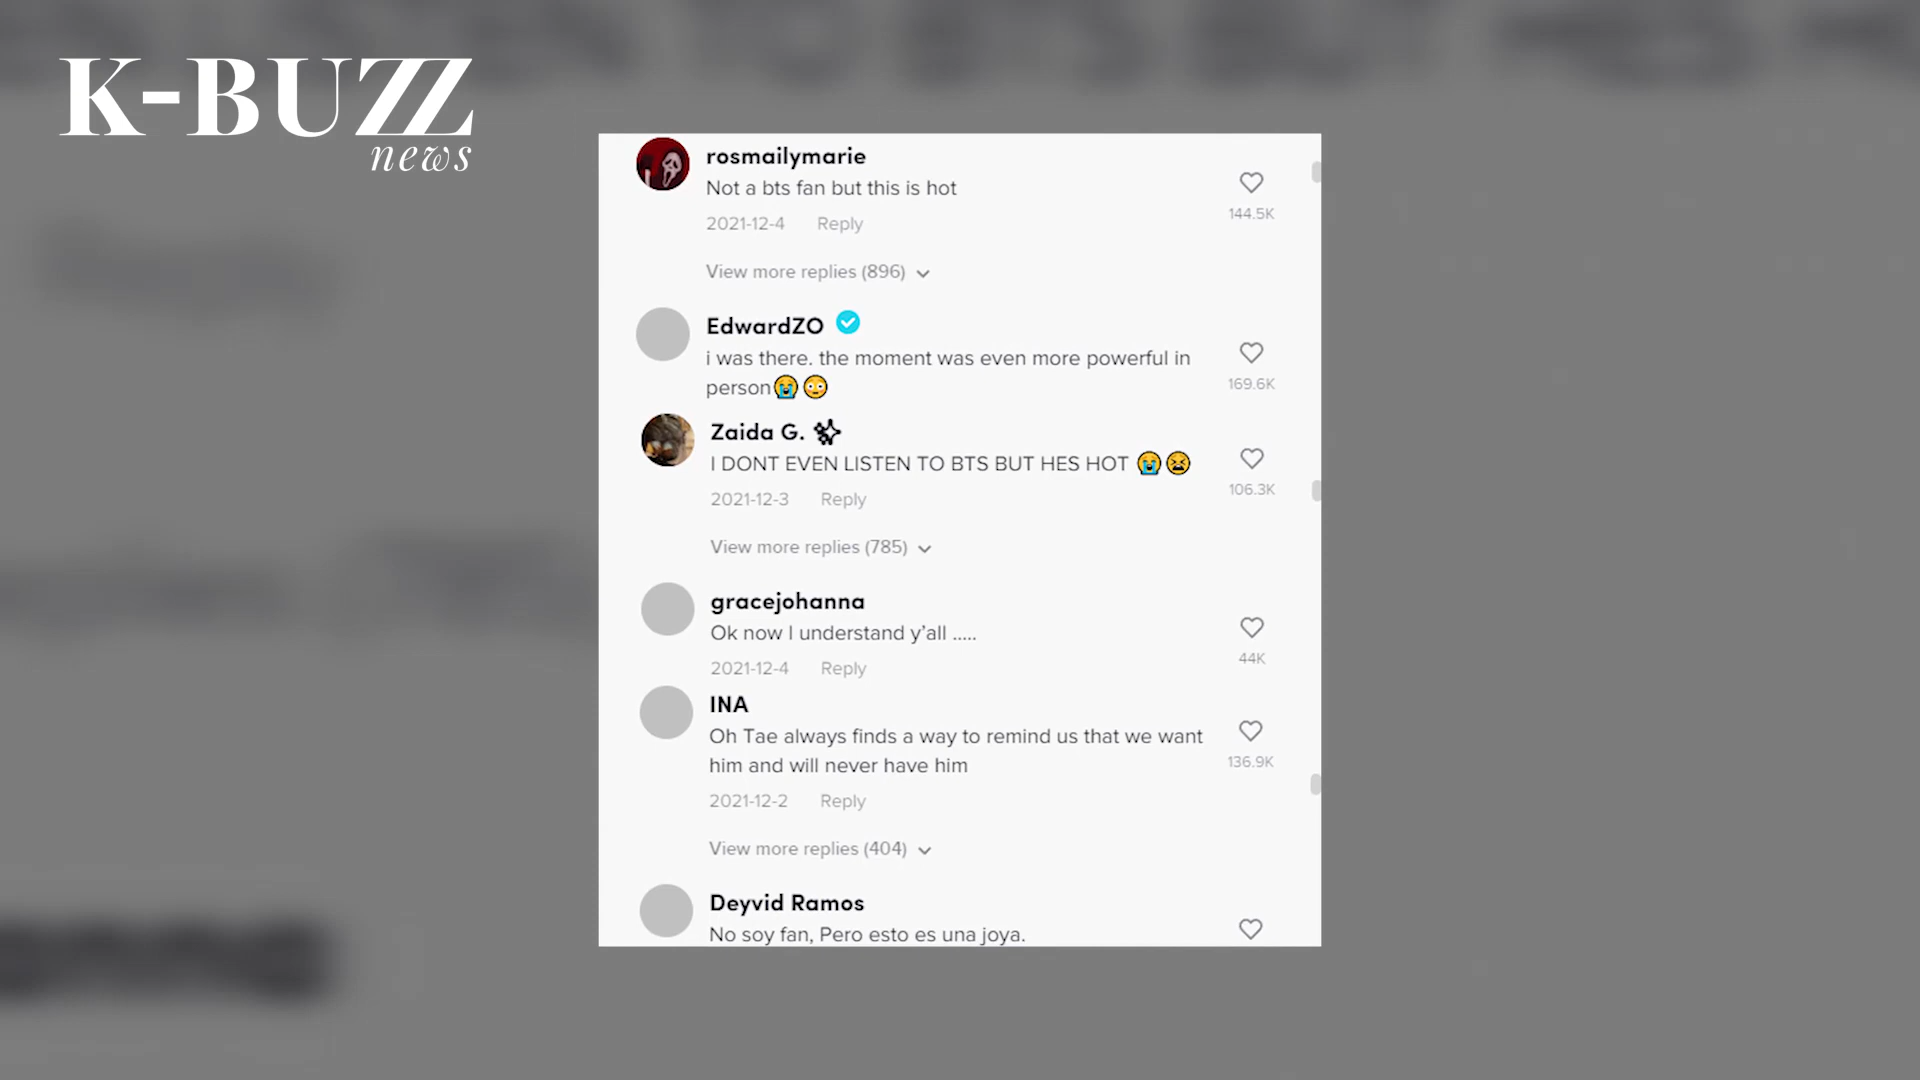 K-BUZZ
news
rosmailymarie
Not a bts fan but this is hot
144.5K
2021-12-4 Reply
View more replies (896)
EdwardZO
i was there. the moment was even more powerful in
person😭😳
169.6K
Zaida G.
I DONT EVEN LISTEN TO BTS BUT HES HOT 😭😫
106.3K
2021-12-3 Reply
View more replies (785)
gracejohanna
Ok now I understand y'all .....
44K
2021-12-4 Reply
INA
Oh Tae always finds a way to remind us that we want
him and will never have him
136.9K
2021-12-2 Reply
View more replies (404)
Deyvid Ramos
No soy fan, Pero esto es una joya.